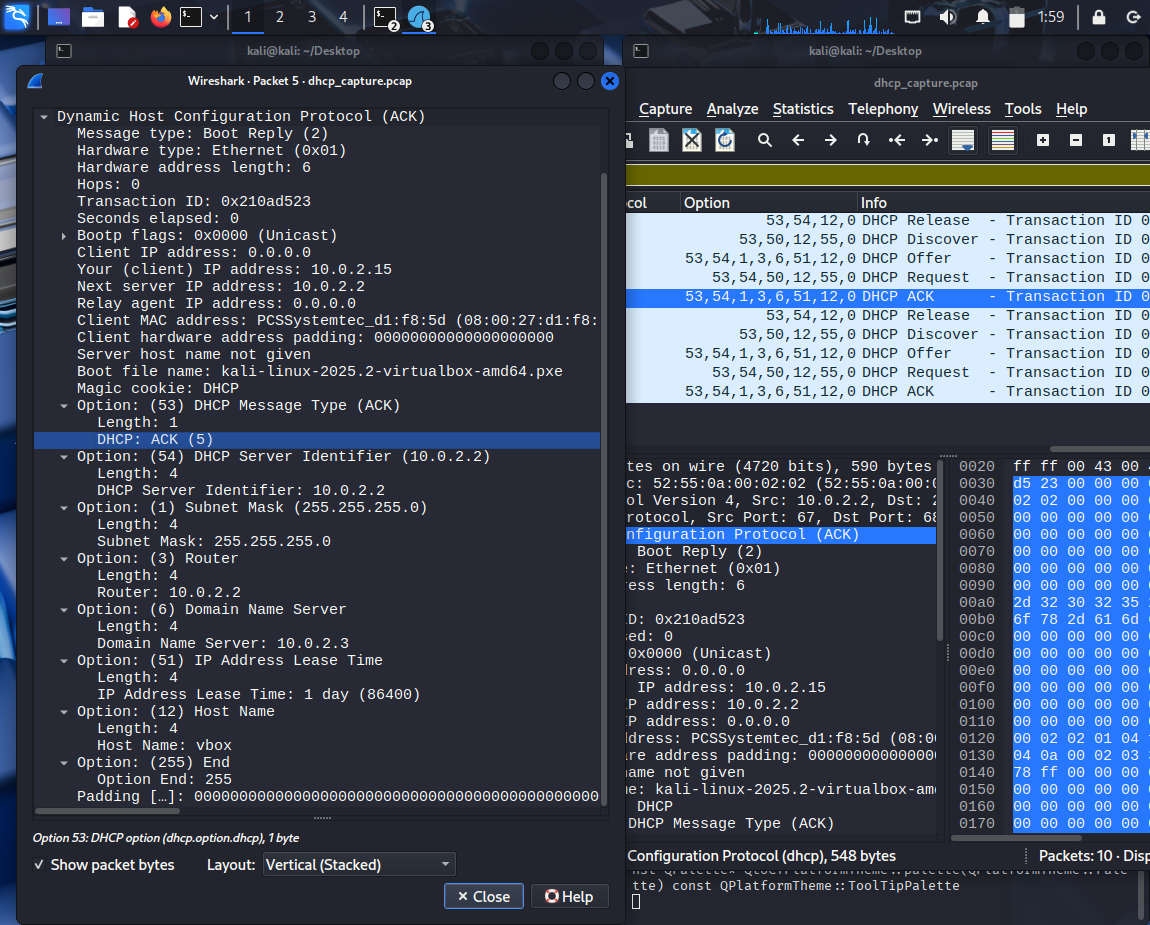 1 2 3 4 2 3 1:59
kali@kali: ~/Desktop
kali@kali: ~/Desktop
Wireshark · Packet 5 · dhcp_capture.pcap
Dynamic Host Configuration Protocol (ACK)
Message type: Boot Reply (2)
Hardware type: Ethernet (0x01)
Hardware address length: 6
Hops: 0
Transaction ID: 0x210ad523
Seconds elapsed: 0
Bootp flags: 0x0000 (Unicast)
Client IP address: 0.0.0.0
Your (client) IP address: 10.0.2.15
Next server IP address: 10.0.2.2
Relay agent IP address: 0.0.0.0
Client MAC address: PCSSystemtec_d1:f8:5d (08:00:27:d1:f8:
Client hardware address padding: 00000000000000000000
Server host name not given
Boot file name: kali-linux-2025.2-virtualbox-amd64.pxe
Magic cookie: DHCP
Option: (53) DHCP Message Type (ACK)
Length: 1
DHCP: ACK (5)
Option: (54) DHCP Server Identifier (10.0.2.2)
Length: 4
DHCP Server Identifier: 10.0.2.2
Option: (1) Subnet Mask (255.255.255.0)
Length: 4
Subnet Mask: 255.255.255.0
Option: (3) Router
Length: 4
Router: 10.0.2.2
Option: (6) Domain Name Server
Length: 4
Domain Name Server: 10.0.2.3
Option: (51) IP Address Lease Time
Length: 4
IP Address Lease Time: 1 day (86400)
Option: (12) Host Name
Length: 4
Host Name: vbox
Option: (255) End
Option End: 255
Padding […]: 000000000000000000000000000000000000000000000
Option 53: DHCP option (dhcp.option.dhcp), 1 byte
Show packet bytes Layout: Vertical (Stacked)
Close Help
dhcp_capture.pcap
Capture Analyze Statistics Telephony Wireless Tools Help
col Option Info
53,54,12,0 DHCP Release - Transaction ID 0
53,50,12,55,0 DHCP Discover - Transaction ID 0
53,54,1,3,6,51,12,0 DHCP Offer - Transaction ID 0
53,54,50,12,55,0 DHCP Request - Transaction ID 0
53,54,1,3,6,51,12,0 DHCP ACK - Transaction ID 0
53,54,12,0 DHCP Release - Transaction ID 0
53,50,12,55,0 DHCP Discover - Transaction ID 0
53,54,1,3,6,51,12,0 DHCP Offer - Transaction ID 0
53,54,50,12,55,0 DHCP Request - Transaction ID 0
53,54,1,3,6,51,12,0 DHCP ACK - Transaction ID 0
tes on wire (4720 bits), 590 bytes
c: 52:55:0a:00:02:02 (52:55:0a:00:0
ol Version 4, Src: 10.0.2.2, Dst: 2
rotocol, Src Port: 67, Dst Port: 68
nfiguration Protocol (ACK)
Boot Reply (2)
e: Ethernet (0x01)
ress length: 6
ID: 0x210ad523
sed: 0
0x0000 (Unicast)
dress: 0.0.0.0
IP address: 10.0.2.15
IP address: 10.0.2.2
IP address: 0.0.0.0
ddress: PCSSystemtec_d1:f8:5d (08:00
are address padding: 00000000000000
name not given
me: kali-linux-2025.2-virtualbox-amd
DHCP
DHCP Message Type (ACK)
0020 ff ff 00 43 00
0030 d5 23 00 00 00
0040 02 02 00 00 00
0050 00 00 00 00 00
0060 00 00 00 00 00
0070 00 00 00 00 00
0080 00 00 00 00 00
0090 00 00 00 00 00
00a0 2d 32 30 32 35
00b0 6f 78 2d 61 6d
00c0 00 00 00 00 00
00d0 00 00 00 00 00
00e0 00 00 00 00 00
00f0 00 00 00 00 00
0100 00 00 00 00 00
0110 00 00 00 00 00
0120 00 02 02 01 04
0130 04 0a 00 02 03
0140 78 ff 00 00 00
0150 00 00 00 00 00
0160 00 00 00 00 00
0170 00 00 00 00 00
Configuration Protocol (dhcp), 548 bytes Packets: 10 · Disp
tte) const QPlatformTheme::ToolTipPalette